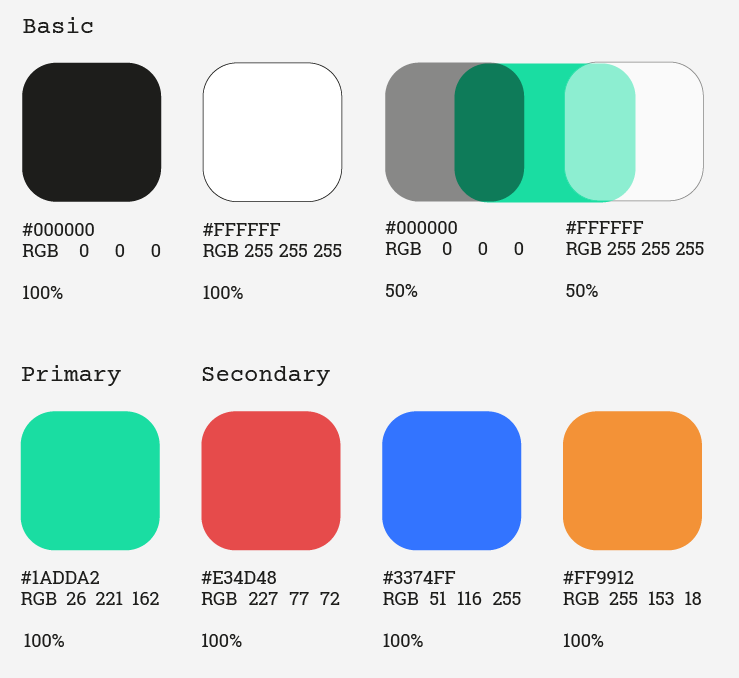 Basic
#000000
RGB 0 0 0
100%
#FFFFFF
RGB 255 255 255
100%
#000000
RGB 0 0 0
50%
#FFFFFF
RGB 255 255 255
50%
Primary
#1ADDA2
RGB 26 221 162
100%
Secondary
#E34D48
RGB 227 77 72
100%
#3374FF
RGB 51 116 255
100%
#FF9912
RGB 255 153 18
100%